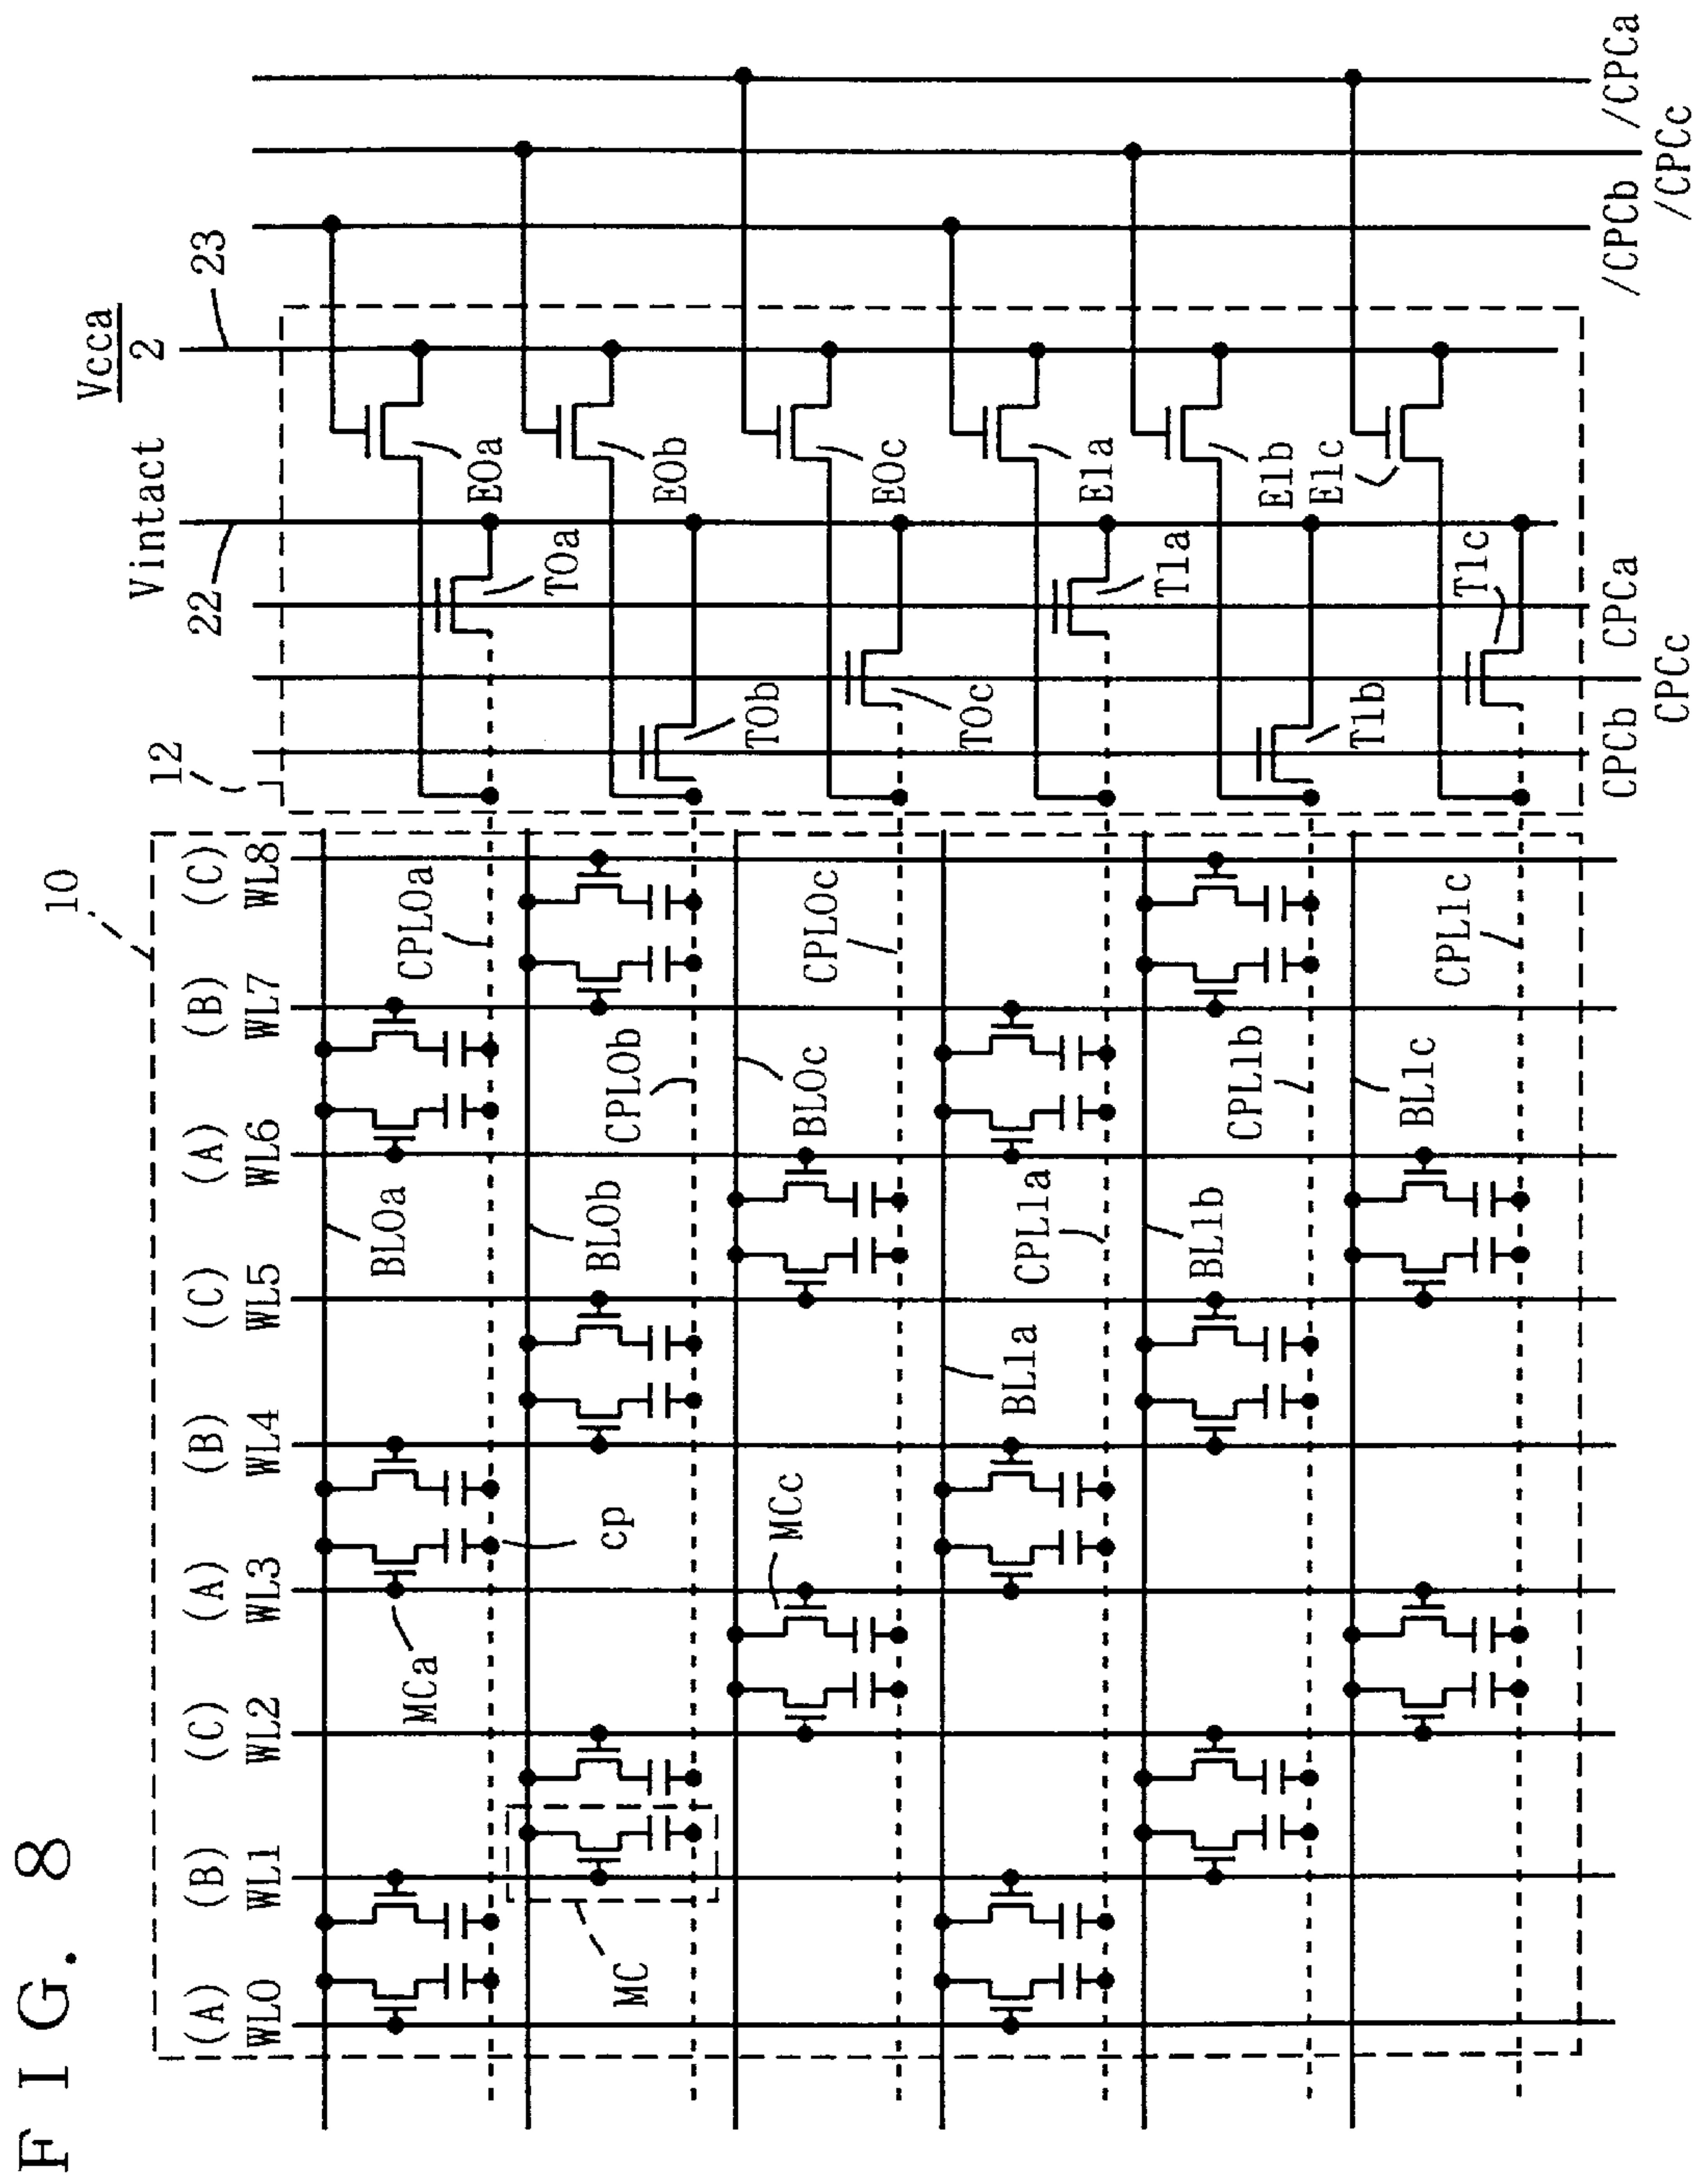 FIG. 8
10
12
22
Vintact
Vcca
2
23
(A)
WL0
(B)
WL1
(C)
WL2
(A)
WL3
(B)
WL4
(C)
WL5
(A)
WL6
(B)
WL7
(C)
WL8
MCa
BL0a
CPL0a
T0a
E0a
MC
cp
BL0b
CPL0b
T0b
E0b
MCc
BL0c
CPL0c
T0c
E0c
BL1a
CPL1a
T1a
E1a
BL1b
CPL1b
T1b
E1b
BL1c
CPL1c
T1c
E1c
CPCb
CPCa
/CPCb
/CPCa
CPCc
/CPCc